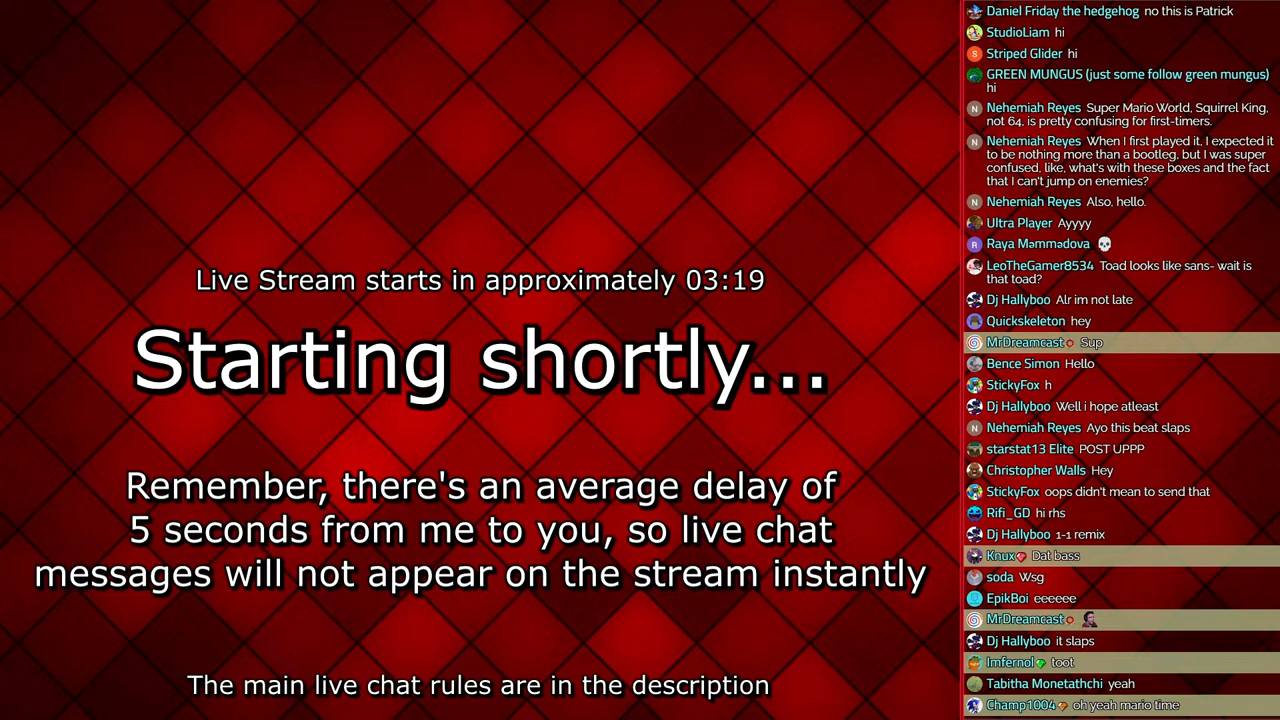 Live Stream starts in approximately 03:19
Starting shortly...
Remember, there's an average delay of
5 seconds from me to you, so live chat
messages will not appear on the stream instantly
The main live chat rules are in the description
Daniel Friday the hedgehog no this is Patrick
StudioLiam hi
S Striped Glider hi
GREEN MUNGUS (just some follow green mungus)
hi
N Nehemiah Reyes Super Mario World, Squirrel King,
not 64, is pretty confusing for first-timers.
N Nehemiah Reyes When I first played it, I expected it
to be nothing more than a bootleg, but I was super
confused, like, what's with these boxes and the fact
that I can't jump on enemies?
N Nehemiah Reyes Also, hello.
Ultra Player Ayyyy
R Raya Məmmədova 💀
LeoTheGamer8534 Toad looks like sans- wait is
that toad?
Dj Hallyboo Alr im not late
Quickskeleton hey
MrDreamcast Sup
Bence Simon Hello
StickyFox h
Dj Hallyboo Well i hope atleast
N Nehemiah Reyes Ayo this beat slaps
starstat13 Elite POST UPPP
Christopher Walls Hey
StickyFox oops didn't mean to send that
Rifi_GD hi rhs
Dj Hallyboo 1-1 remix
Knux Dat bass
soda Wsg
EpikBoi eeeeee
MrDreamcast
Dj Hallyboo it slaps
Imfernol toot
Tabitha Monetathchi yeah
Champ1004 oh yeah mario time